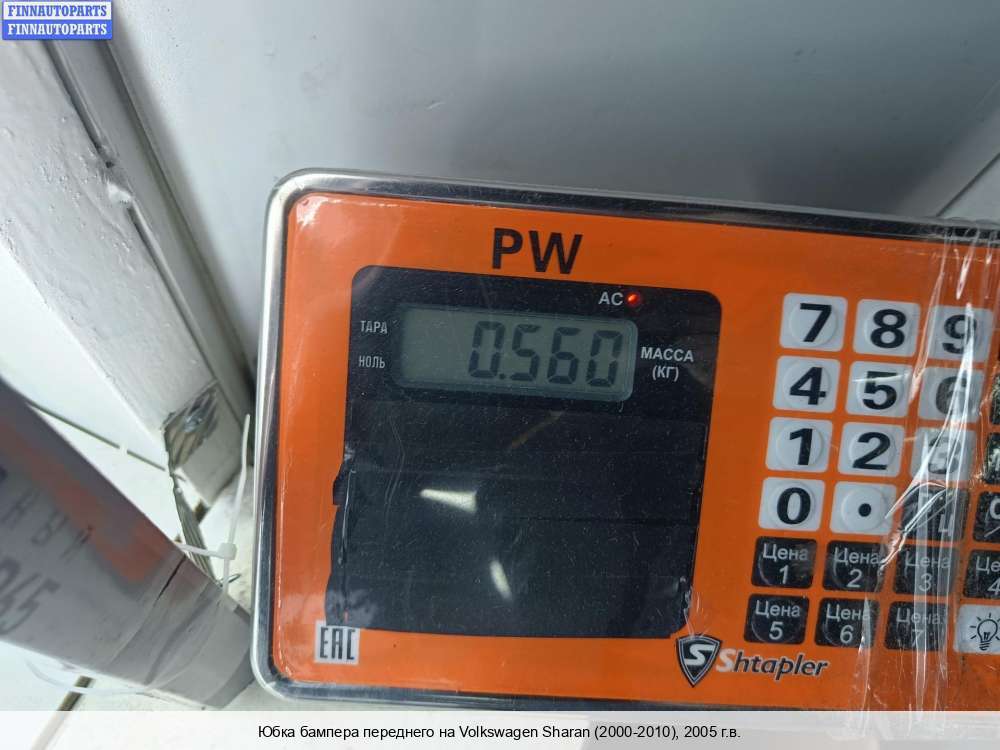 FINNAUTOPARTS
FINNAUTOPARTS
PW
AC
ТАРА
НОЛЬ
0.560
МАССА
(КГ)
7 8 9
4 5 6
1 2 3
0 •
Цена 1
Цена 2
Цена 3
Цена 5
Цена 6
Цена 7
EAC
S Shtapler
Юбка бампера переднего на Volkswagen Sharan (2000-2010), 2005 г.в.